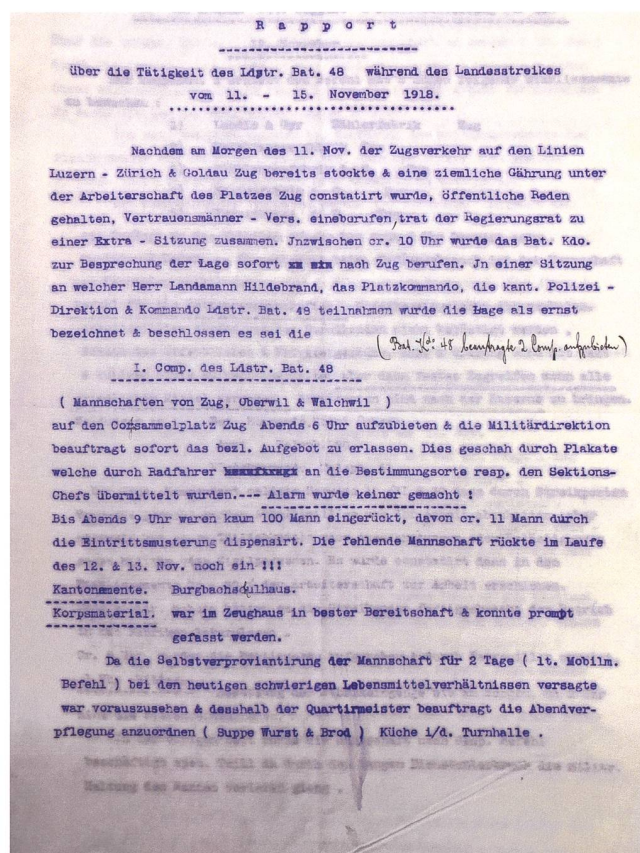 R a p p o r t
über die Tätigkeit des Ldstr. Bat. 48 während des Landesstreikes
vom 11. - 15. November 1918.
Nachdem am Morgen des 11. Nov. der Zugsverkehr auf den Linien
Luzern - Zürich & Goldau Zug bereits stockte & eine ziemliche Gährung unter
der Arbeiterschaft des Platzes Zug constatirt wurde, öffentliche Reden
gehalten, Vertrauensmänner - Vers. eineborufen, trat der Regierungsrat zu
einer Extra - Sitzung zusammen. Jnzwischen cr. 10 Uhr wurde das Bat. Kdo.
zur Besprechung der Lage sofort nach Zug berufen. Jn einer Sitzung
an welcher Herr Landamann Hildebrand, das Platzkommando, die kant. Polizei -
Direktion & Kommando Ldstr. Bat. 48 teilnahmen wurde die Lage als ernst
bezeichnet & beschlossen es sei die
( Bat. Kdo 48 beantragte 2 Comp. aufzubieten )
I. Comp. des Ldstr. Bat. 48
( Mannschaften von Zug, Oberwil & Walchwil )
auf den Corsammelplatz Zug Abends 6 Uhr aufzubieten & die Militärdirektion
beauftragt sofort das bezl. Aufgebot zu erlassen. Dies geschah durch Plakate
welche durch Radfahrer an die Bestimmungsorte resp. den Sektions-
Chefs übermittelt wurden.--- Alarm wurde keiner gemacht !
Bis Abends 9 Uhr waren kaum 100 Mann eingerückt, davon cr. 11 Mann durch
die Eintrittsmusterung dispensirt. Die fehlende Mannschaft rückte im Laufe
des 12. & 13. Nov. noch ein !!!
Kantonsmente. Burgbachschulhaus.
Korpsmaterial. war im Zeughaus in bester Bereitschaft & konnte prompt
gefasst werden.
Da die Selbstverproviantirung der Mannschaft für 2 Tage ( lt. Mobilm.
Befehl ) bei den heutigen schwierigen Lebensmittelverhältnissen versagte
war vorauszusehen & desshalb der Quartirmeister beauftragt die Abendver-
pflegung anzuordnen ( Suppe Wurst & Brod ) Küche i/d. Turnhalle .